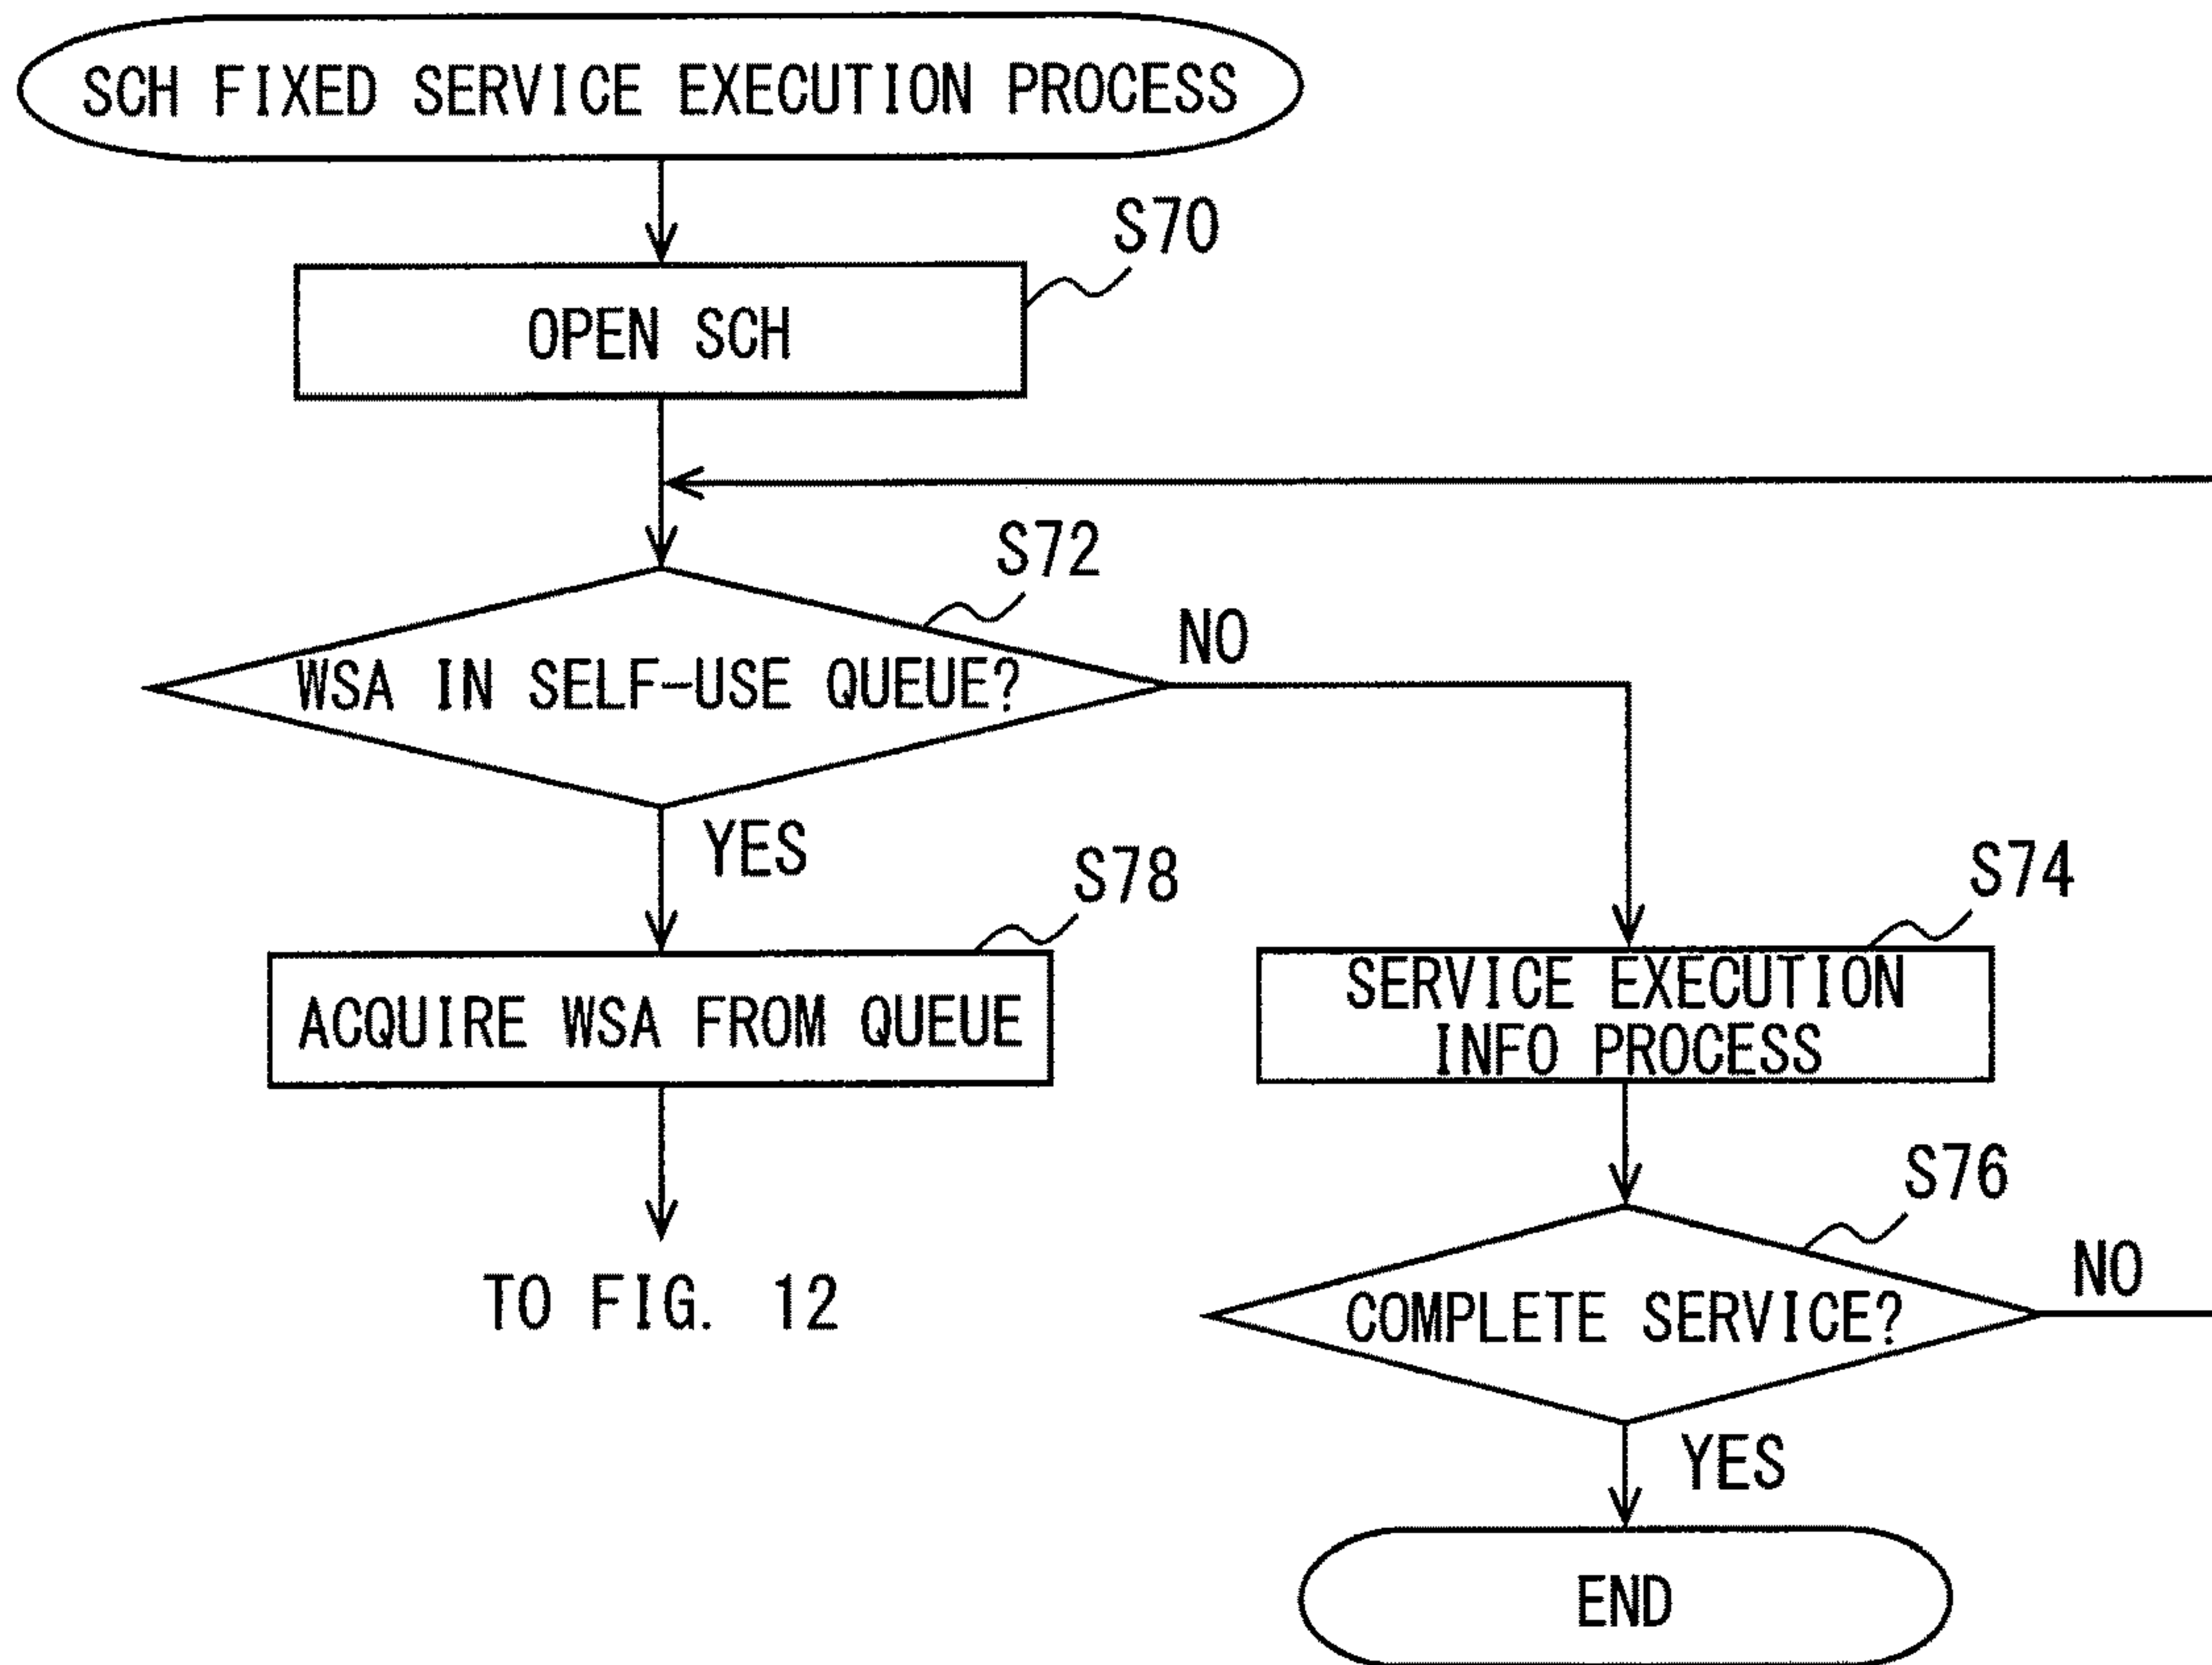 SCH FIXED SERVICE EXECUTION PROCESS
S70
OPEN SCH
S72
WSA IN SELF-USE QUEUE?
NO
YES
S78
ACQUIRE WSA FROM QUEUE
TO FIG. 12
S74
SERVICE EXECUTION
INFO PROCESS
S76
COMPLETE SERVICE?
NO
YES
END